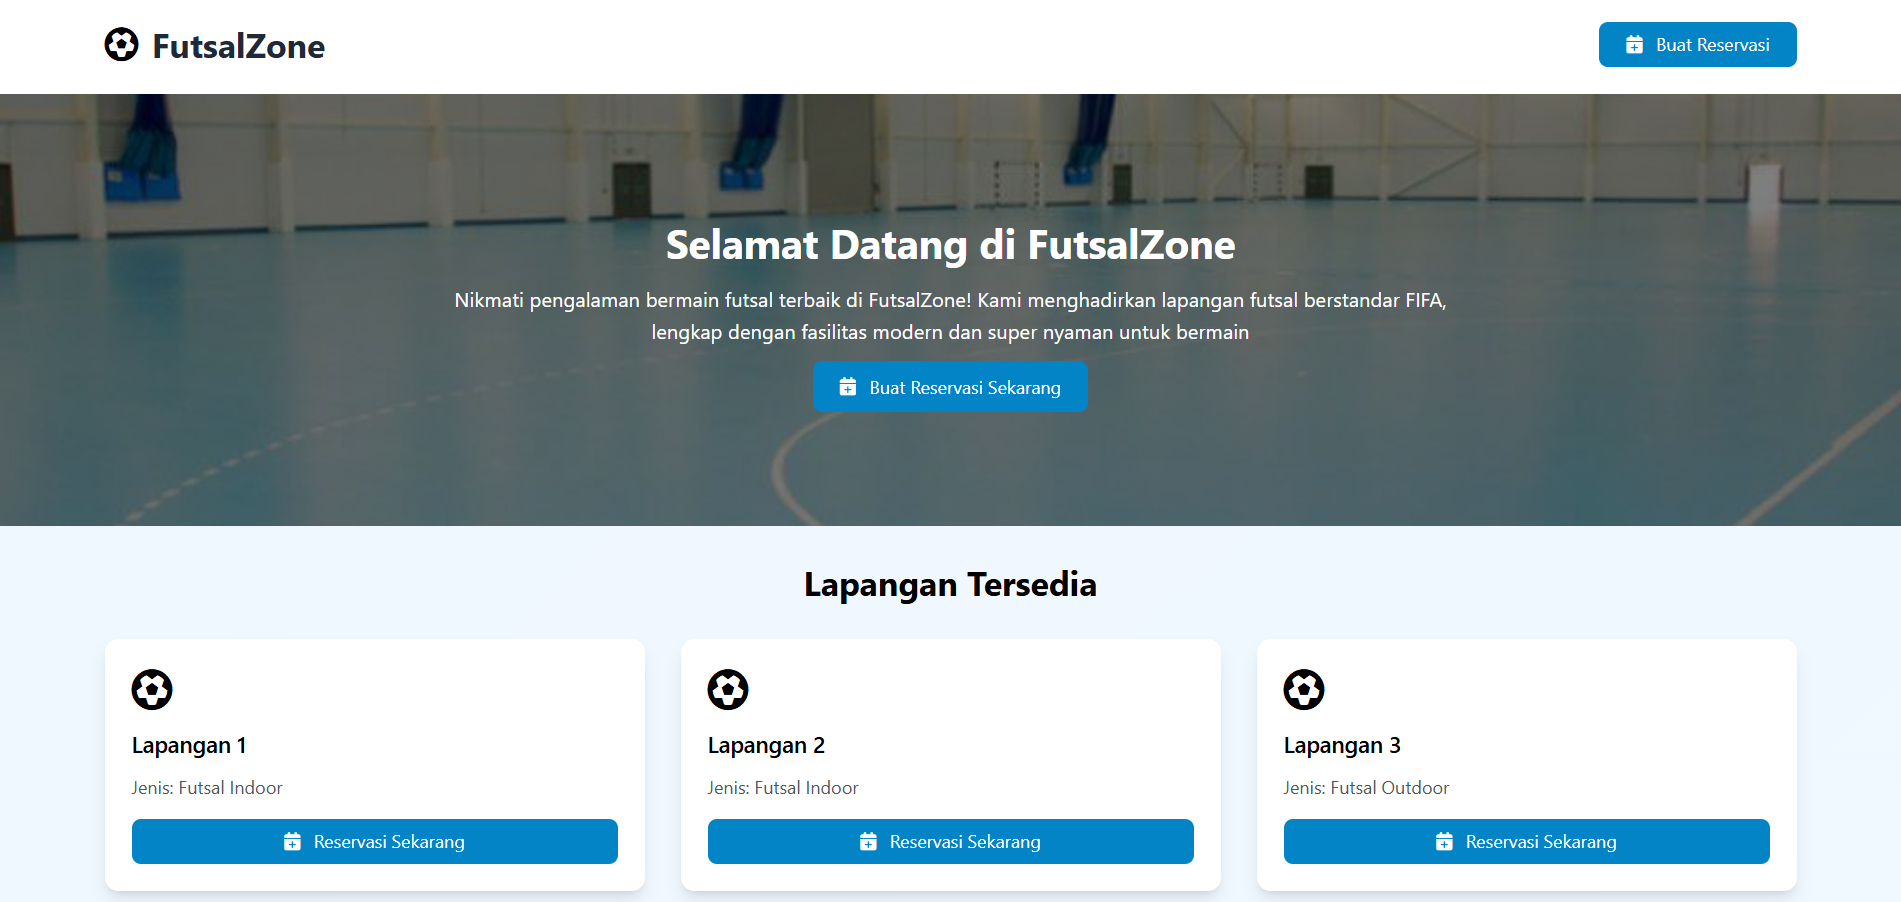 FutsalZone
Buat Reservasi
Selamat Datang di FutsalZone
Nikmati pengalaman bermain futsal terbaik di FutsalZone! Kami menghadirkan lapangan futsal berstandar FIFA,
lengkap dengan fasilitas modern dan super nyaman untuk bermain
Buat Reservasi Sekarang
Lapangan Tersedia
Lapangan 1
Jenis: Futsal Indoor
Reservasi Sekarang
Lapangan 2
Jenis: Futsal Indoor
Reservasi Sekarang
Lapangan 3
Jenis: Futsal Outdoor
Reservasi Sekarang